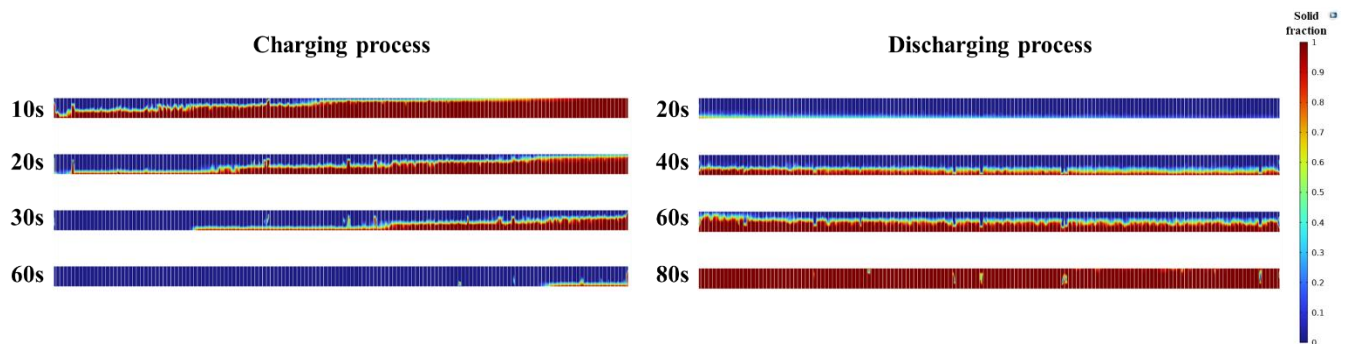 Charging process
10s
20s
30s
60s
Discharging process
20s
40s
60s
80s
Solid
fraction
1
0.9
0.8
0.7
0.6
0.5
0.4
0.3
0.2
0.1
0